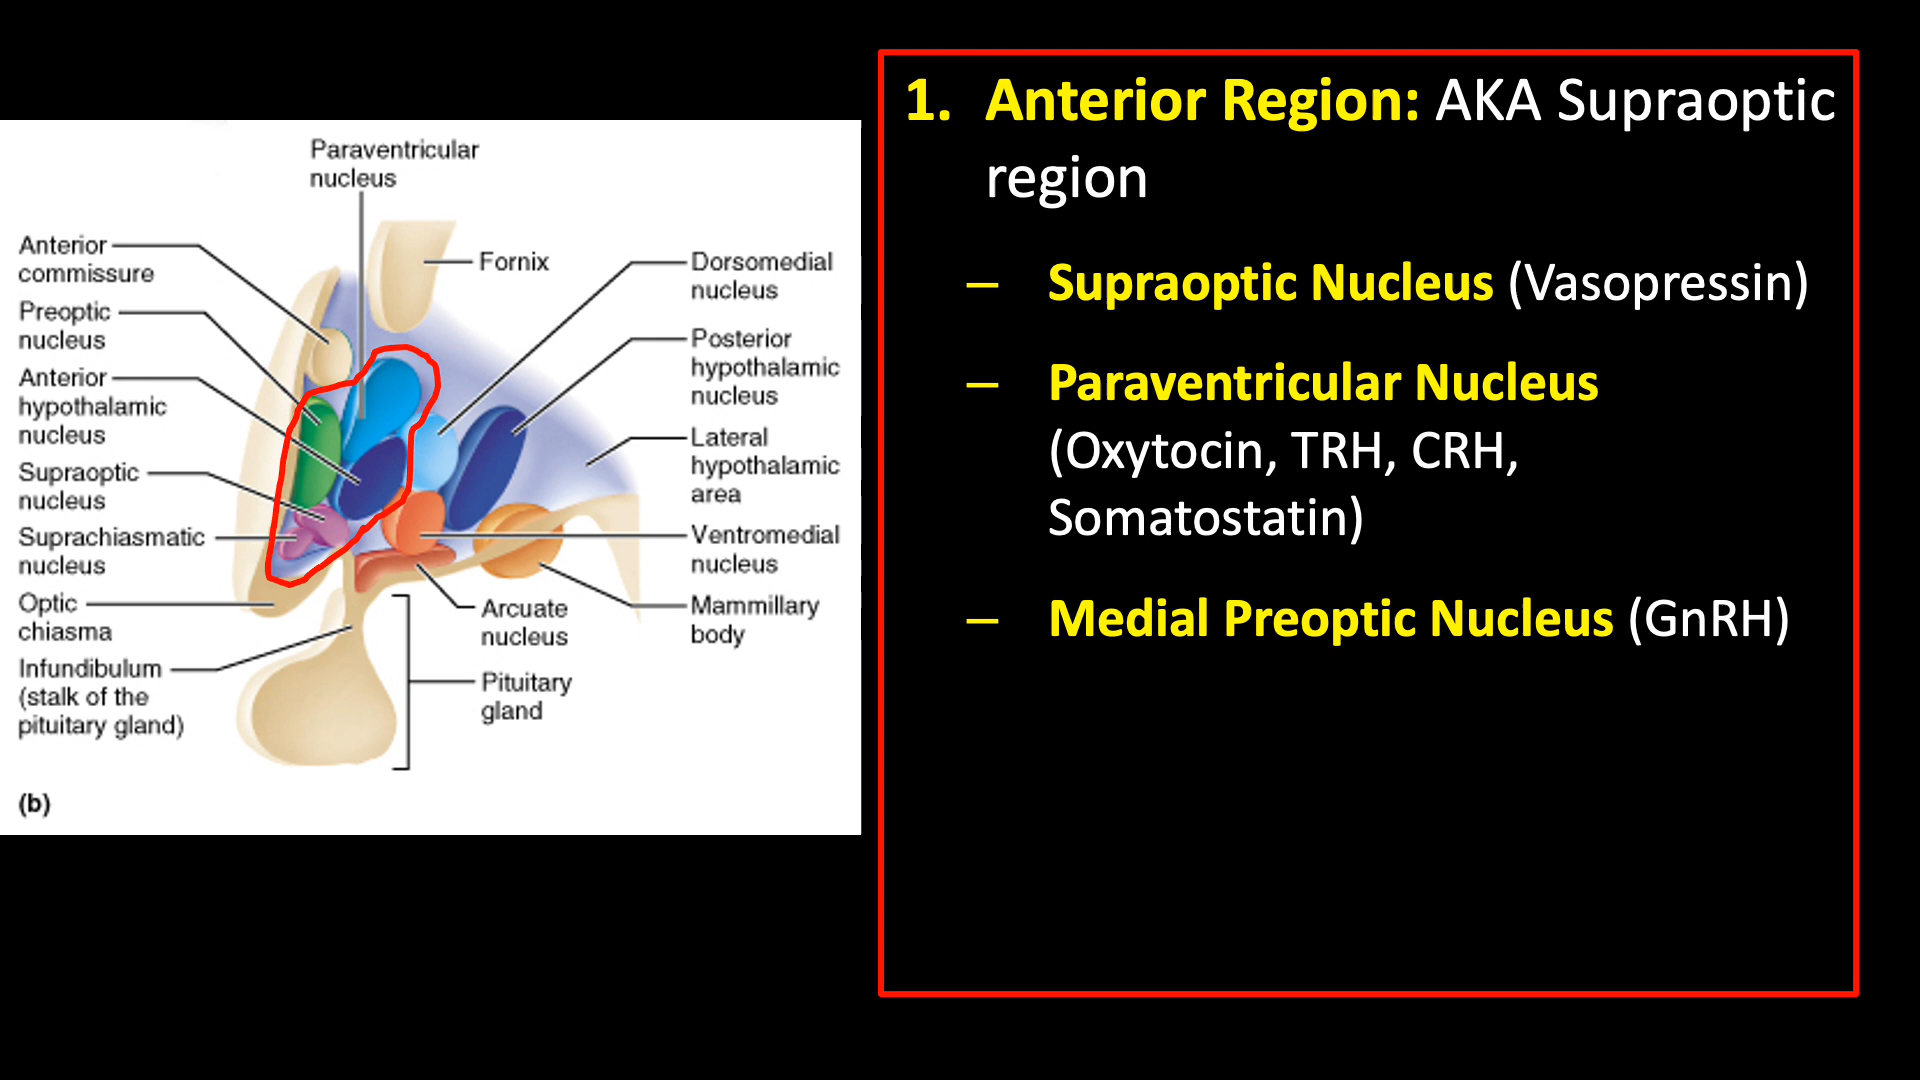 Paraventricular
nucleus
Anterior
commissure
Preoptic
nucleus
Anterior
hypothalamic
nucleus
Supraoptic
nucleus
Suprachiasmatic
nucleus
Optic
chiasma
Infundibulum
(stalk of the
pituitary gland)
Fornix
Dorsomedial
nucleus
Posterior
hypothalamic
nucleus
Lateral
hypothalamic
area
Ventromedial
nucleus
Mammillary
body
Arcuate
nucleus
Pituitary
gland
(b)
1. Anterior Region: AKA Supraoptic
region
– Supraoptic Nucleus (Vasopressin)
– Paraventricular Nucleus
(Oxytocin, TRH, CRH,
Somatostatin)
– Medial Preoptic Nucleus (GnRH)